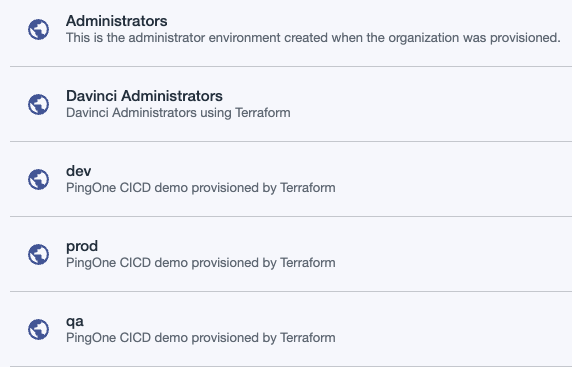 Administrators
This is the administrator environment created when the organization was provisioned.
Davinci Administrators
Davinci Administrators using Terraform
dev
PingOne CICD demo provisioned by Terraform
prod
PingOne CICD demo provisioned by Terraform
qa
PingOne CICD demo provisioned by Terraform